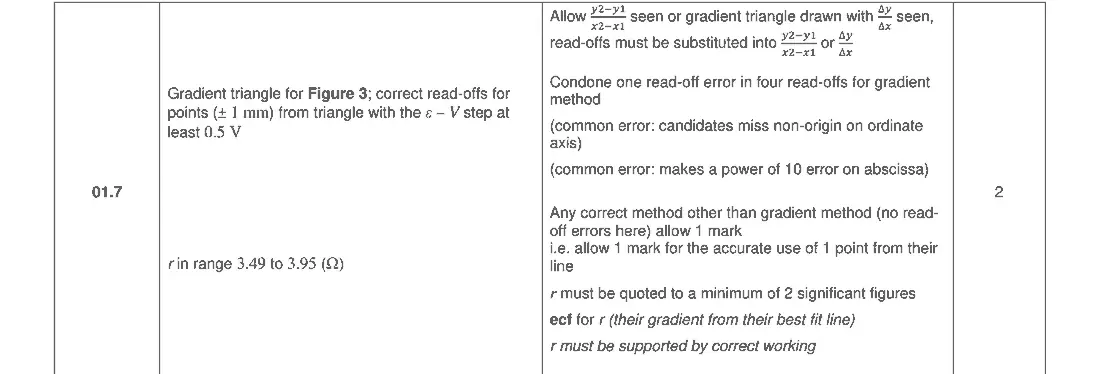 01.7
Gradient triangle for Figure 3; correct read-offs for
points (± 1 mm) from triangle with the ε – V step at
least 0.5 V
r in range 3.49 to 3.95 (Ω)
Allow y2−y1/x2−x1 seen or gradient triangle drawn with Δy/Δx seen,
read-offs must be substituted into y2−y1/x2−x1 or Δy/Δx
Condone one read-off error in four read-offs for gradient
method
(common error: candidates miss non-origin on ordinate
axis)
(common error: makes a power of 10 error on abscissa)
Any correct method other than gradient method (no read-
off errors here) allow 1 mark
i.e. allow 1 mark for the accurate use of 1 point from their
line
r must be quoted to a minimum of 2 significant figures
ecf for r (their gradient from their best fit line)
r must be supported by correct working
2